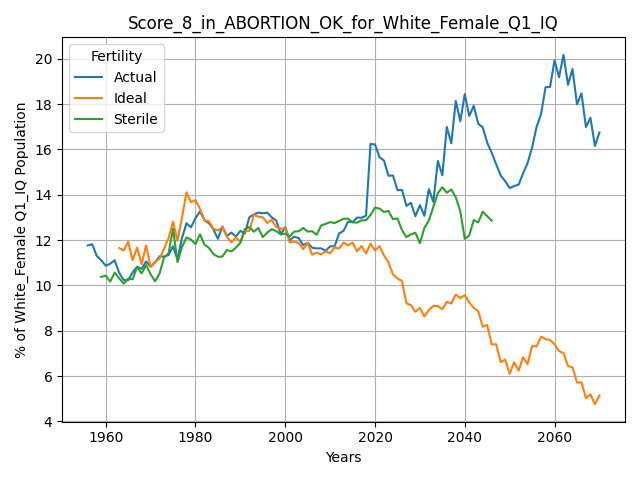 Score_8_in_ABORTION_OK_for_White_Female_Q1_IQ
Fertility
Actual
Ideal
Sterile
% of White_Female Q1_IQ Population
20
18
16
14
12
10
8
6
4
1960
1980
2000
2020
2040
2060
Years